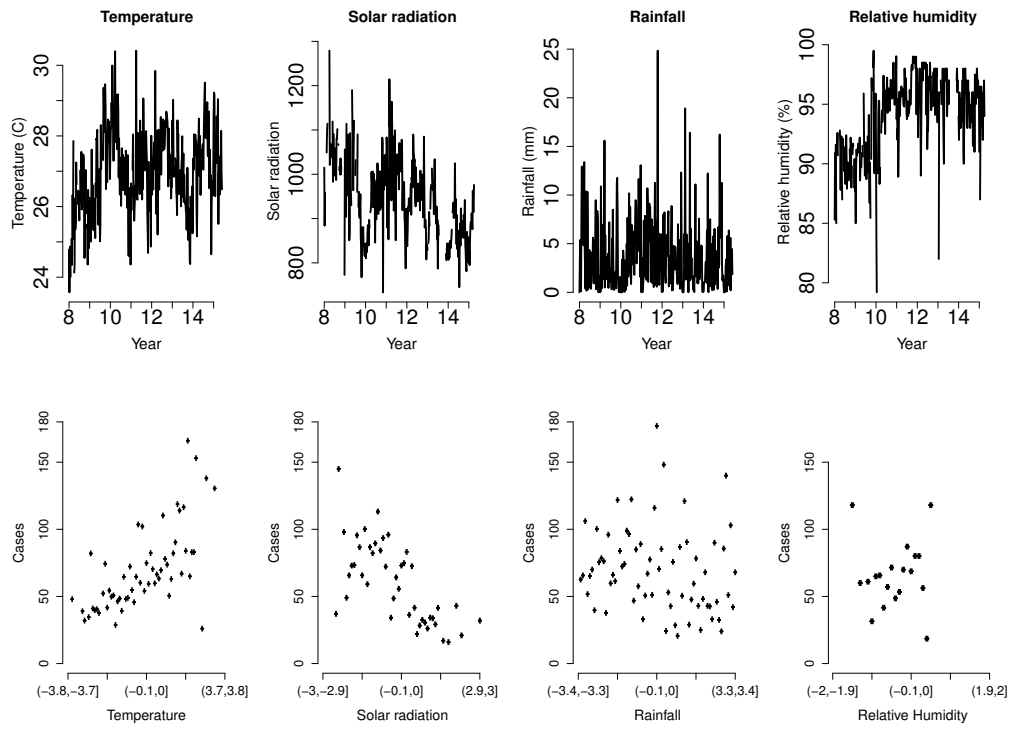 Temperature
Solar radiation
Rainfall
Relative humidity
Temperature (C)
24 26 28 30
8 10 12 14
Year
Solar radiation
800 1000 1200
8 10 12 14
Year
Rainfall (mm)
0 5 10 15 20 25
8 10 12 14
Year
Relative humidity (%)
80 85 90 95 100
8 10 12 14
Year
Cases
0 50 100 150 180
(−3.8,−3.7] (−0.1,0] (3.7,3.8]
Temperature
Cases
0 50 100 150 180
(−3,−2.9] (−0.1,0] (2.9,3]
Solar radiation
Cases
0 50 100 150 180
(−3.4,−3.3] (−0.1,0] (3.3,3.4]
Rainfall
Cases
0 50 100 150
(−2,−1.9] (−0.1,0] (1.9,2]
Relative Humidity